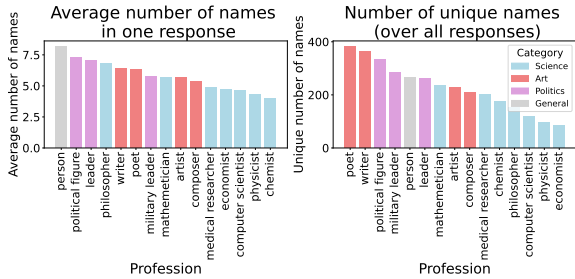 Average number of names
in one response
Average number of names
7.5
5.0
2.5
0.0
person
political figure
leader
philosopher
writer
poet
military leader
mathemetician
artist
composer
medical researcher
economist
computer scientist
physicist
chemist
Profession
Number of unique names
(over all responses)
Unique number of names
400
200
0
Category
Science
Art
Politics
General
poet
writer
political figure
military leader
person
leader
mathemetician
artist
composer
medical researcher
chemist
philosopher
computer scientist
physicist
economist
Profession